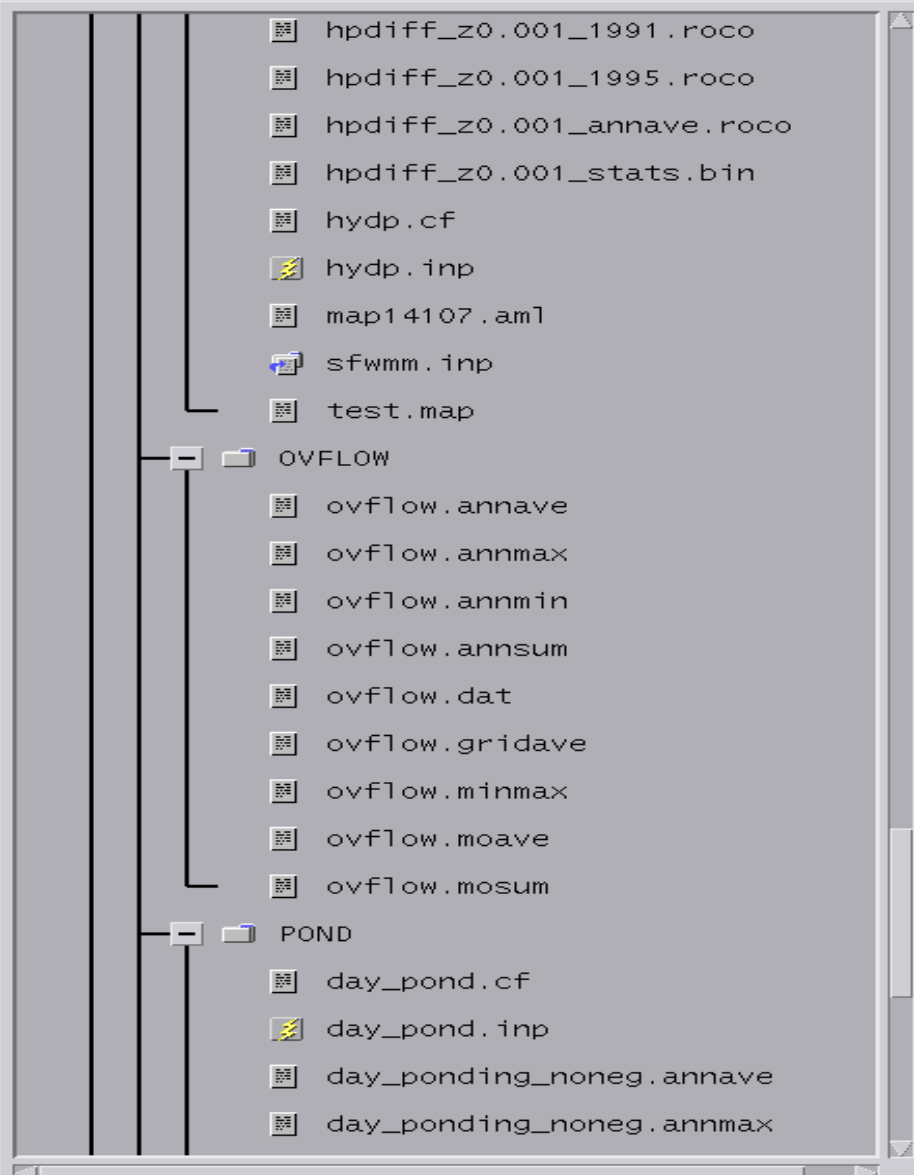 hpdiff_z0.001_1991.roco
hpdiff_z0.001_1995.roco
hpdiff_z0.001_annave.roco
hpdiff_z0.001_stats.bin
hydp.cf
hydp.inp
map14107.aml
sfwmm.inp
test.map
OVFLOW
ovflow.annave
ovflow.annmax
ovflow.annmin
ovflow.annsum
ovflow.dat
ovflow.gridave
ovflow.minmax
ovflow.moave
ovflow.mosum
POND
day_pond.cf
day_pond.inp
day_ponding_noneg.annave
day_ponding_noneg.annmax